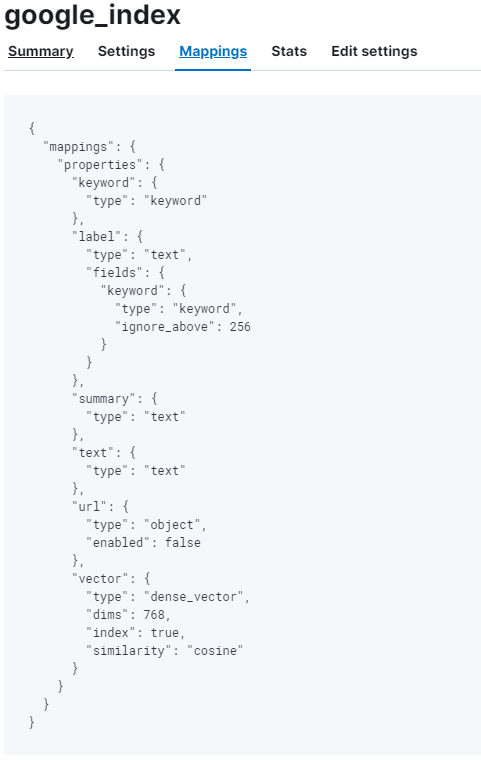 google_index
Summary Settings Mappings Stats Edit settings
{
  "mappings": {
    "properties": {
      "keyword": {
        "type": "keyword"
      },
      "label": {
        "type": "text",
        "fields": {
          "keyword": {
            "type": "keyword",
            "ignore_above": 256
          }
        }
      },
      "summary": {
        "type": "text"
      },
      "text": {
        "type": "text"
      },
      "url": {
        "type": "object",
        "enabled": false
      },
      "vector": {
        "type": "dense_vector",
        "dims": 768,
        "index": true,
        "similarity": "cosine"
      }
    }
  }
}